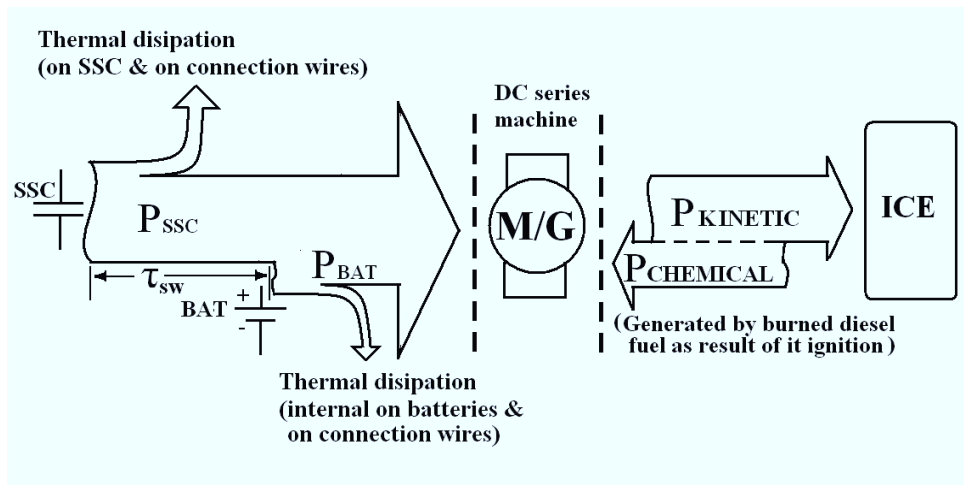 Thermal disipation
(on SSC & on connection wires)
DC series
machine
SSC
PSSC
M/G
PKINETIC
ICE
PBAT
PCHEMICAL
τsw
BAT
+
-
(Generated by burned diesel
fuel as result of it ignition)
Thermal disipation
(internal on batteries &
on connection wires)